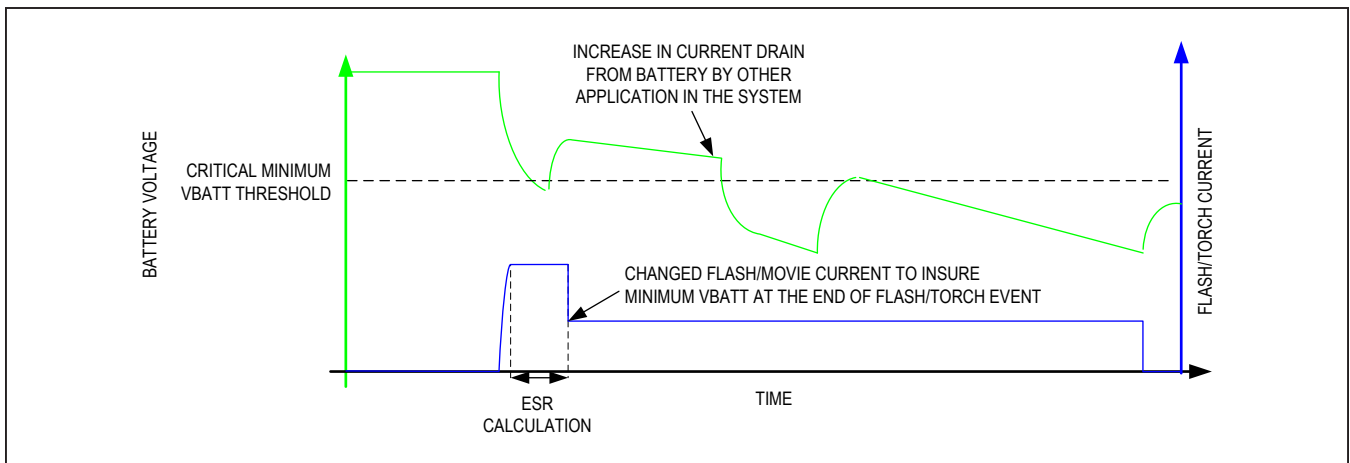 INCREASE IN CURRENT DRAIN
FROM BATTERY BY OTHER
APPLICATION IN THE SYSTEM
BATTERY VOLTAGE
CRITICAL MINIMUM
VBATT THRESHOLD
FLASH/TORCH CURRENT
CHANGED FLASH/MOVIE CURRENT TO INSURE
MINIMUM VBATT AT THE END OF FLASH/TORCH EVENT
ESR
CALCULATION
TIME